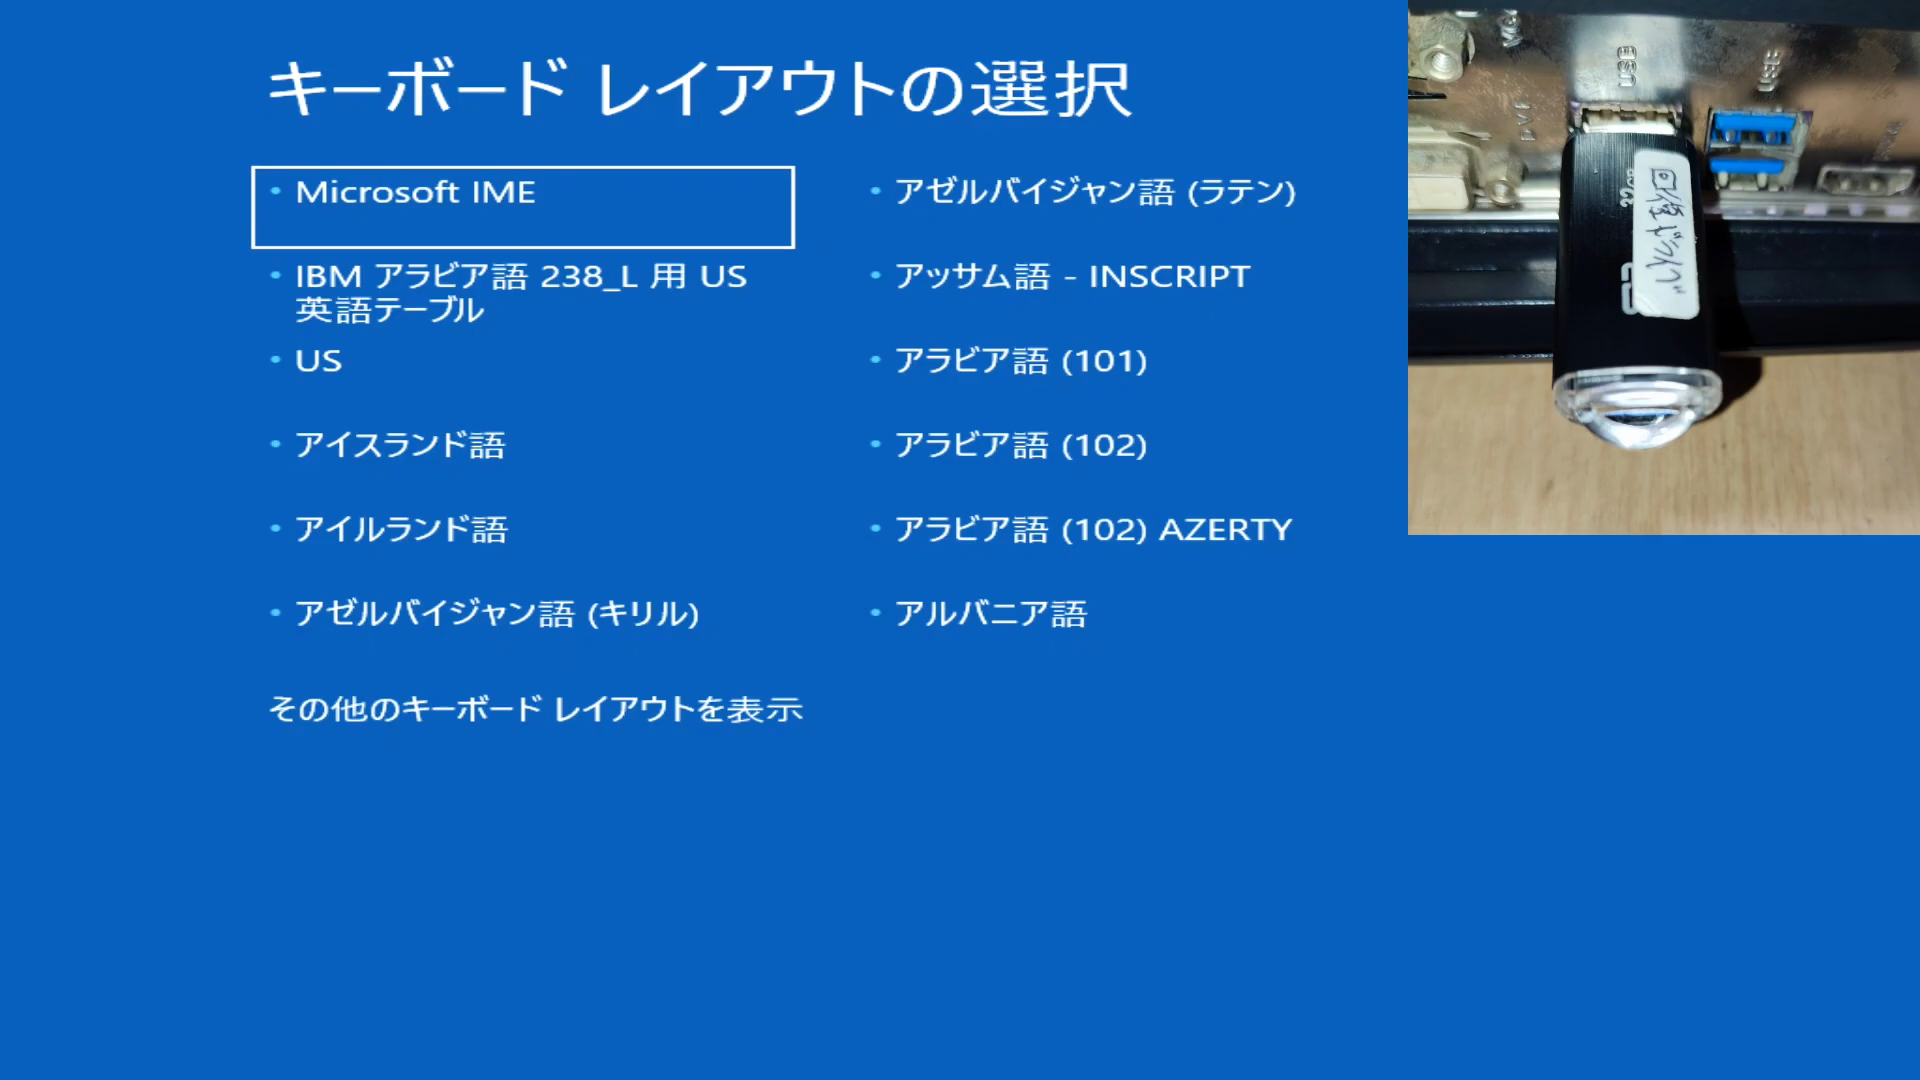 キーボード レイアウトの選択
Microsoft IME
IBM アラビア語 238_L 用 US
英語テーブル
US
アイスランド語
アイルランド語
アゼルバイジャン語 (キリル)
アゼルバイジャン語 (ラテン)
アッサム語 - INSCRIPT
アラビア語 (101)
アラビア語 (102)
アラビア語 (102) AZERTY
アルバニア語
その他のキーボード レイアウトを表示
USB